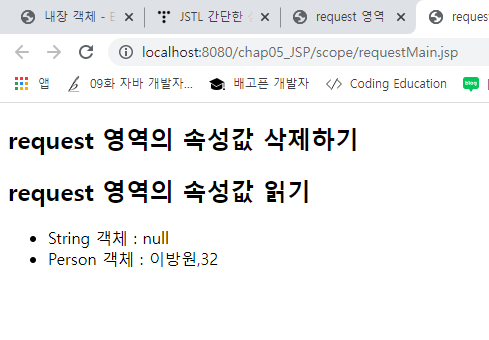 내장 객체 - E
JSTL 간단한
request 영역
reques
localhost:8080/chap05_JSP/scope/requestMain.jsp
앱
09화 자바 개발자...
배고픈 개발자
Coding Education
blog
request 영역의 속성값 삭제하기
request 영역의 속성값 읽기
String 객체 : null
Person 객체 : 이방원,32